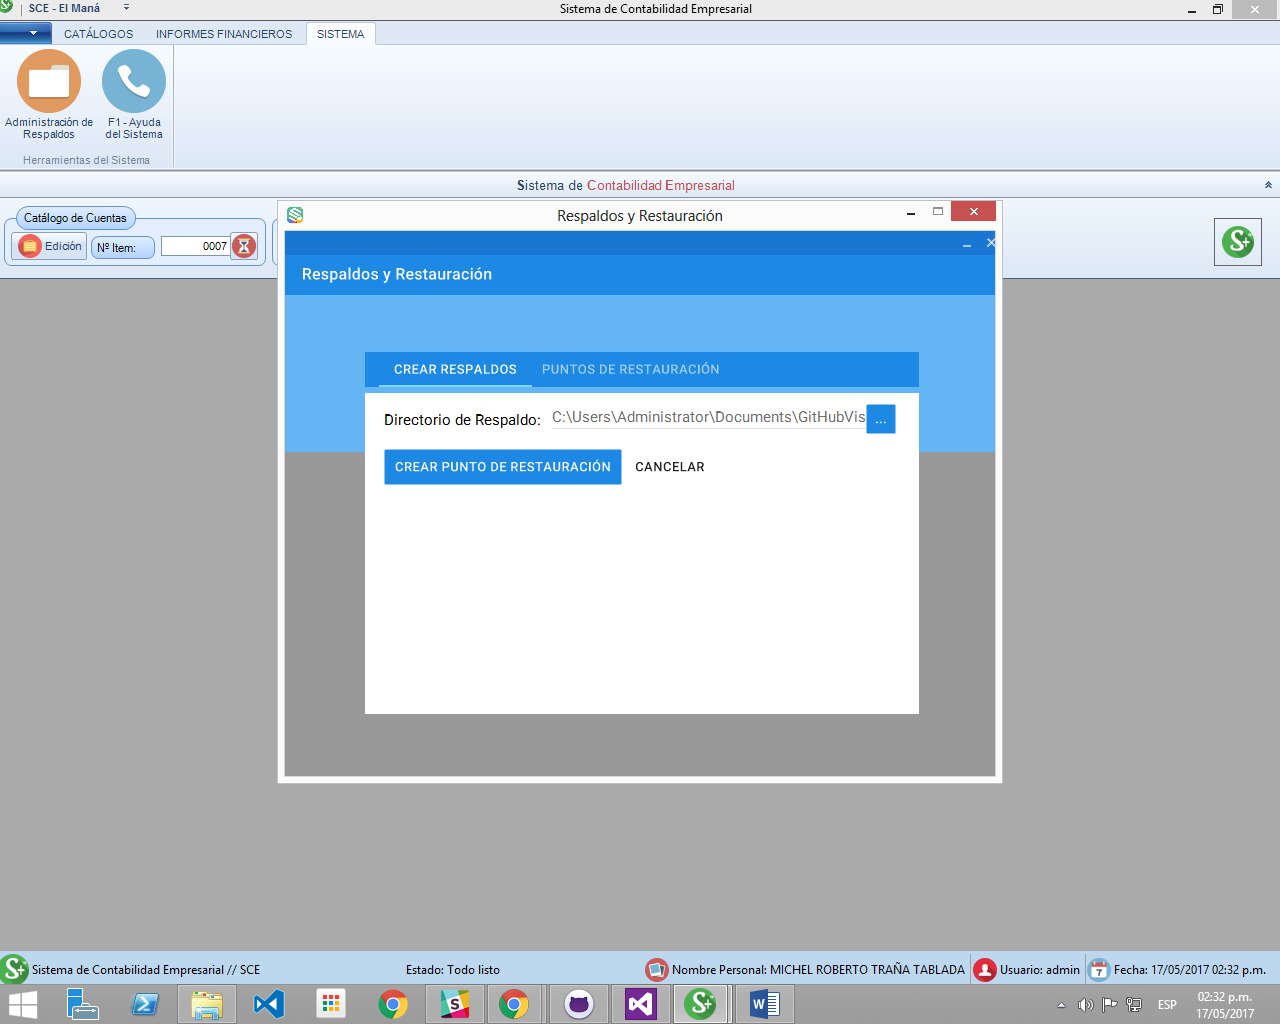 SCE - El Maná
Sistema de Contabilidad Empresarial
CATÁLOGOS
INFORMES FINANCIEROS
SISTEMA
Administración de
Respaldos
F1 - Ayuda
del Sistema
Herramientas del Sistema
Sistema de Contabilidad Empresarial
Catálogo de Cuentas
Edición
Nº Item:
0007
Respaldos y Restauración
Respaldos y Restauración
CREAR RESPALDOS
PUNTOS DE RESTAURACIÓN
Directorio de Respaldo:
C:\Users\Administrator\Documents\GitHubVis
...
CREAR PUNTO DE RESTAURACIÓN
CANCELAR
Sistema de Contabilidad Empresarial // SCE
Estado: Todo listo
Nombre Personal: MICHEL ROBERTO TRAÑA TABLADA
Usuario: admin
Fecha: 17/05/2017 02:32 p.m.
ESP
02:32 p.m.
17/05/2017